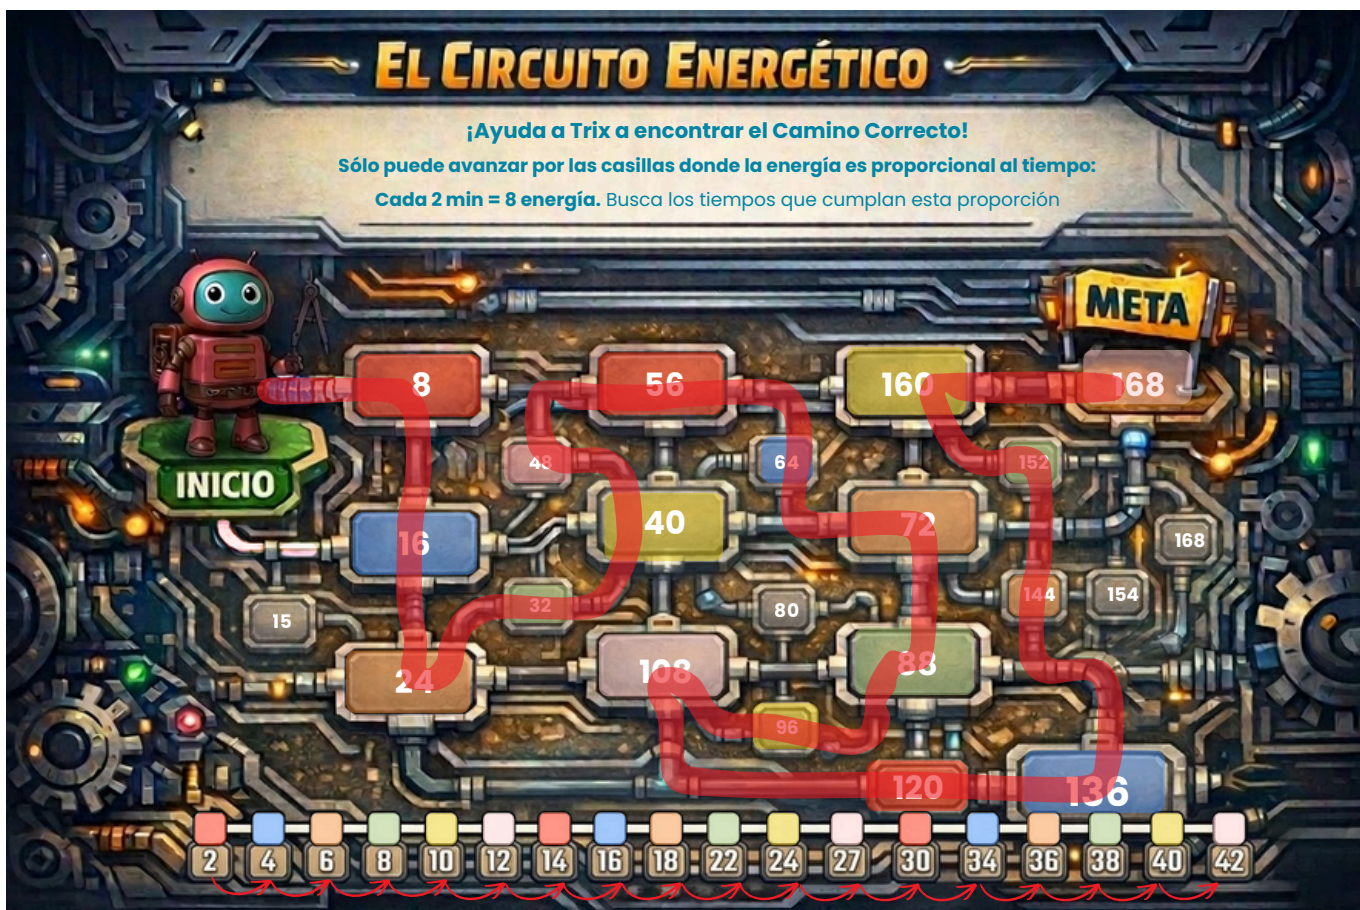 EL CIRCUITO ENERGÉTICO
¡Ayuda a Trix a encontrar el Camino Correcto!
Sólo puede avanzar por las casillas donde la energía es proporcional al tiempo:
Cada 2 min = 8 energía. Busca los tiempos que cumplan esta proporción
META
8 56 160 168
48 64 152
INICIO
16 40 72 168
15 32 80 144 154
24 108 88
96
120 136
2 4 6 8 10 12 14 16 18 22 24 27 30 34 36 38 40 42